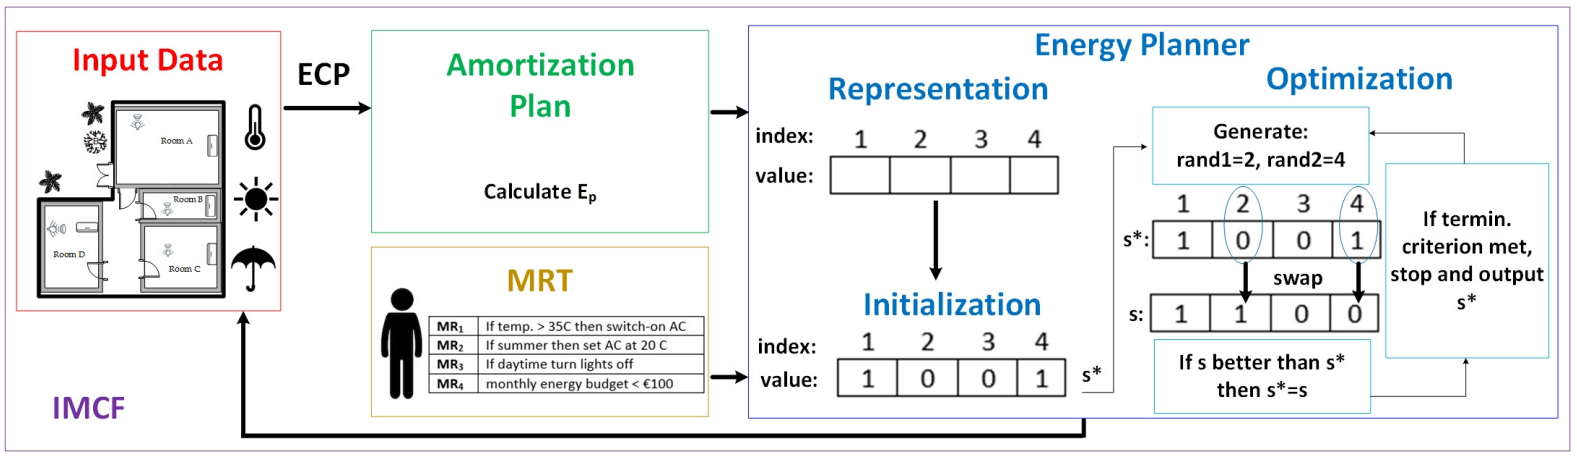 Input Data
Room A
Room B
Room C
Room D
IMCF
ECP
Amortization
Plan
Calculate Ep
MRT
MR1 If temp. > 35C then switch-on AC
MR2 If summer then set AC at 20 C
MR3 If daytime turn lights off
MR4 monthly energy budget < €100
Energy Planner
Representation
index: 1 2 3 4
value:
Initialization
index: 1 2 3 4
value: 1 0 0 1
s*
Optimization
Generate:
rand1=2, rand2=4
1 2 3 4
s*: 1 0 0 1
swap
s: 1 1 0 0
If s better than s*
then s*=s
If termin.
criterion met,
stop and output
s*